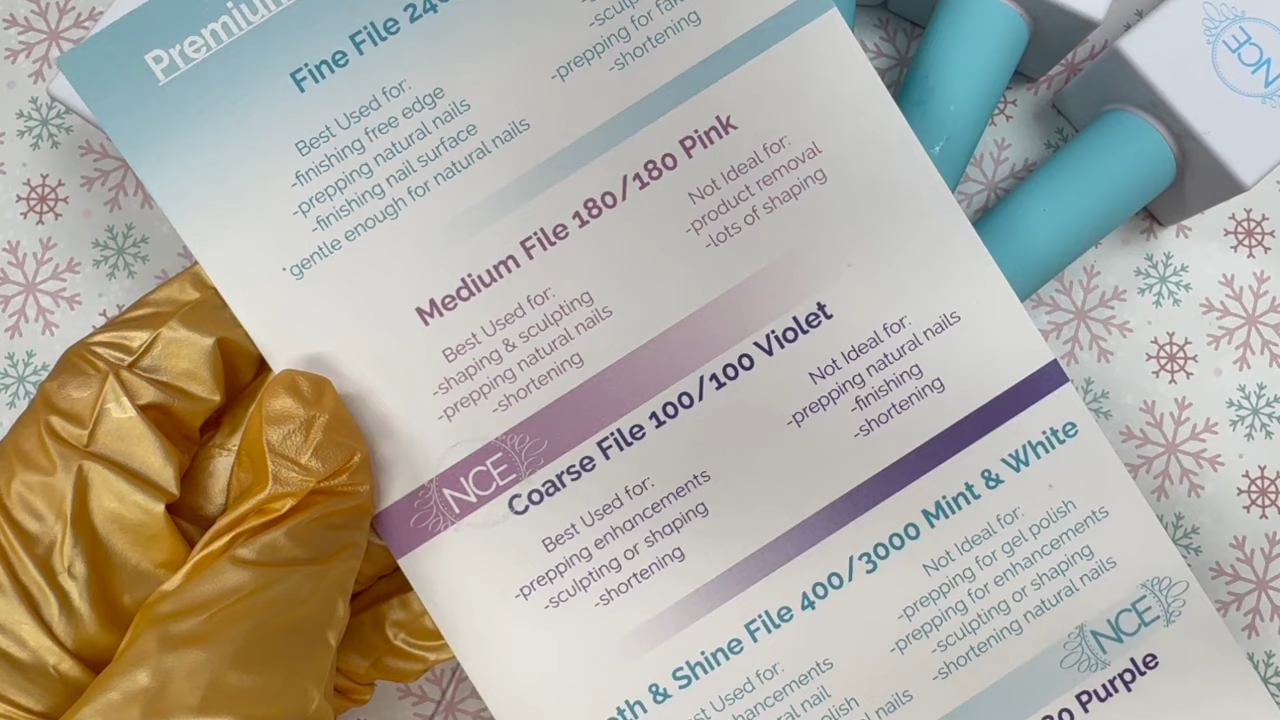 Premium
Fine File
Best Used for:
-finishing free edge
-prepping natural nails
-finishing nail surface
*gentle enough for natural nails
-prepping for
-shortening
Medium File 180/180 Pink
Best Used for:
-shaping & sculpting
-prepping natural nails
-shortening
Not Ideal for:
-product removal
-lots of shaping
NCE
Coarse File 100/100 Violet
Best Used for:
-prepping enhancements
-sculpting or shaping
-shortening
Not Ideal for:
-prepping natural nails
-finishing
-shortening
& Shine File 400/3000 Mint & White
Used for:
Not Ideal for:
-prepping for gel polish
-prepping for enhancements
-sculpting or shaping
-shortening natural nails
NCE
Purple
NCE